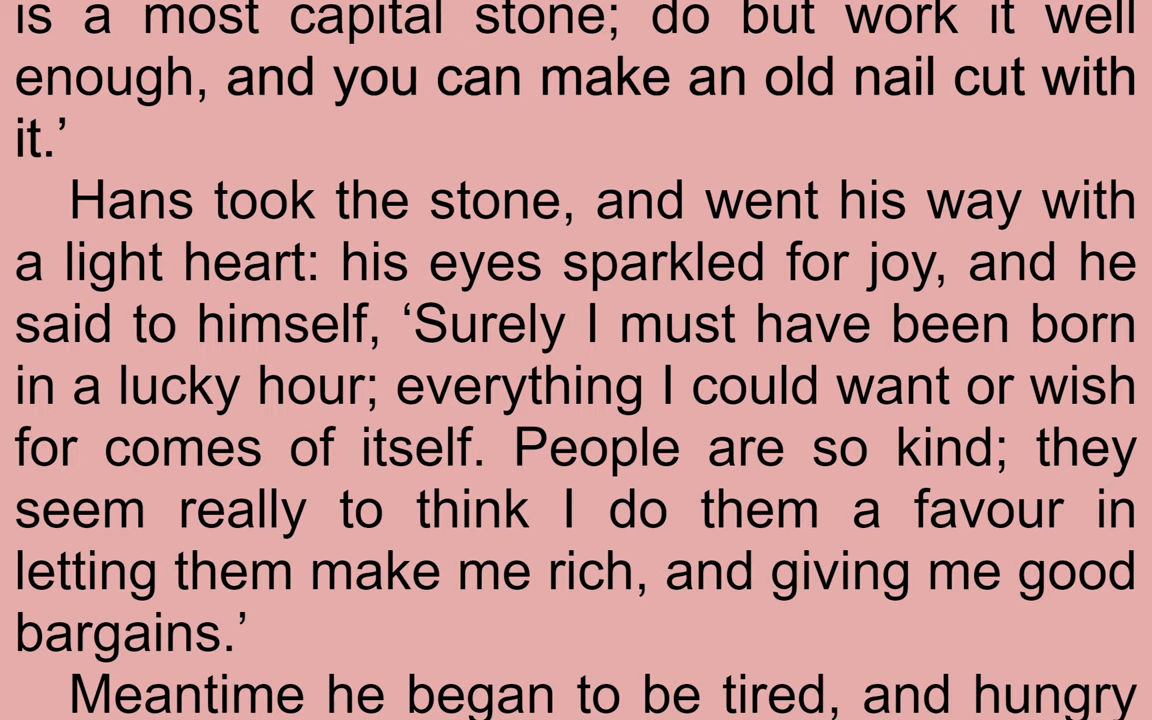 is a most capital stone; do but work it well
enough, and you can make an old nail cut with
it.’
Hans took the stone, and went his way with
a light heart: his eyes sparkled for joy, and he
said to himself, ‘Surely I must have been born
in a lucky hour; everything I could want or wish
for comes of itself. People are so kind; they
seem really to think I do them a favour in
letting them make me rich, and giving me good
bargains.’
Meantime he began to be tired, and hungry